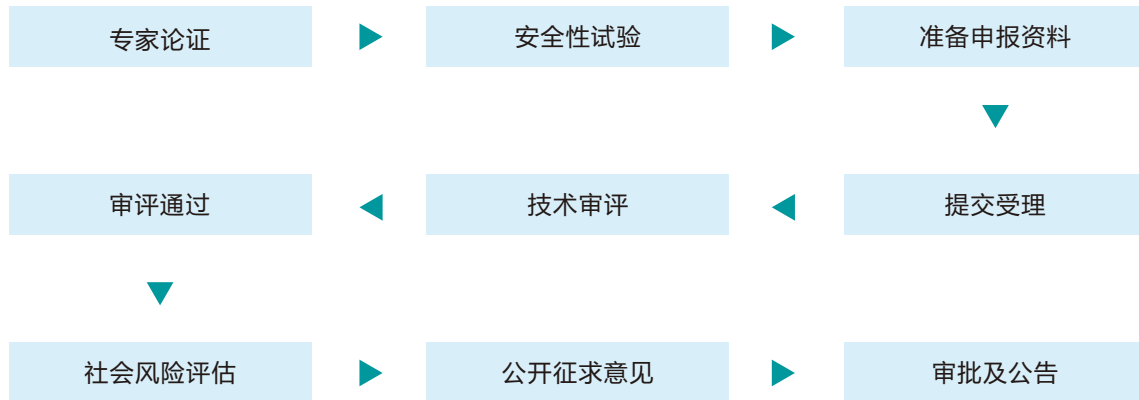 专家论证
安全性试验
准备申报资料
提交受理
技术审评
审评通过
社会风险评估
公开征求意见
审批及公告